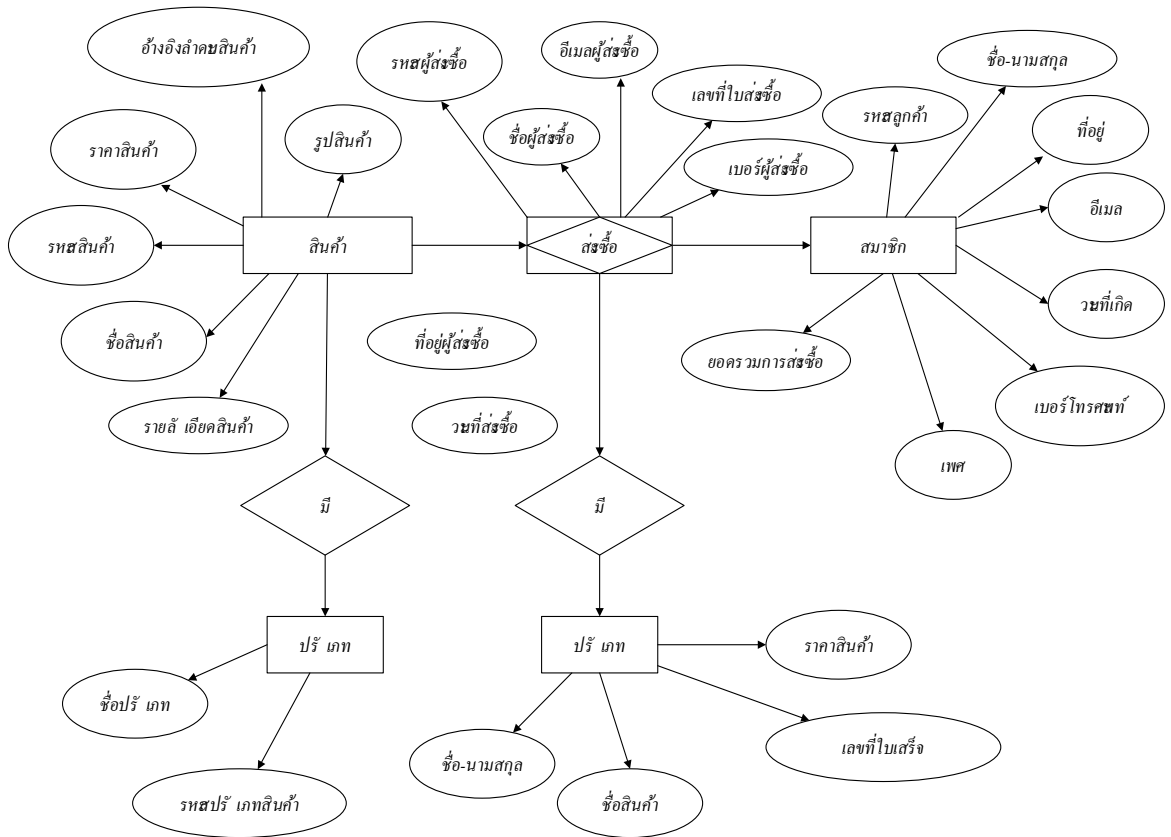 อ้างอิงลำดับสินค้า
รหัสผู้สั่งซื้อ
อีเมลผู้สั่งซื้อ
ชื่อ-นามสกุล
เลขที่ใบสั่งซื้อ
รหัสลูกค้า
ที่อยู่
รูปสินค้า
ชื่อผู้สั่งซื้อ
ราคาสินค้า
เบอร์ผู้สั่งซื้อ
อีเมล
รหัสสินค้า
สินค้า
สั่งซื้อ
สมาชิก
วันที่เกิด
ชื่อสินค้า
ที่อยู่ผู้สั่งซื้อ
ยอดรวมการสั่งซื้อ
รายลั เอียดสินค้า
วันที่สั่งซื้อ
เบอร์โทรศัพท์
เพศ
มี
มี
ปรั เภท
ปรั เภท
ราคาสินค้า
ชื่อปรั เภท
เลขที่ใบเสร็จ
ชื่อ-นามสกุล
รหัสปรั เภทสินค้า
ชื่อสินค้า